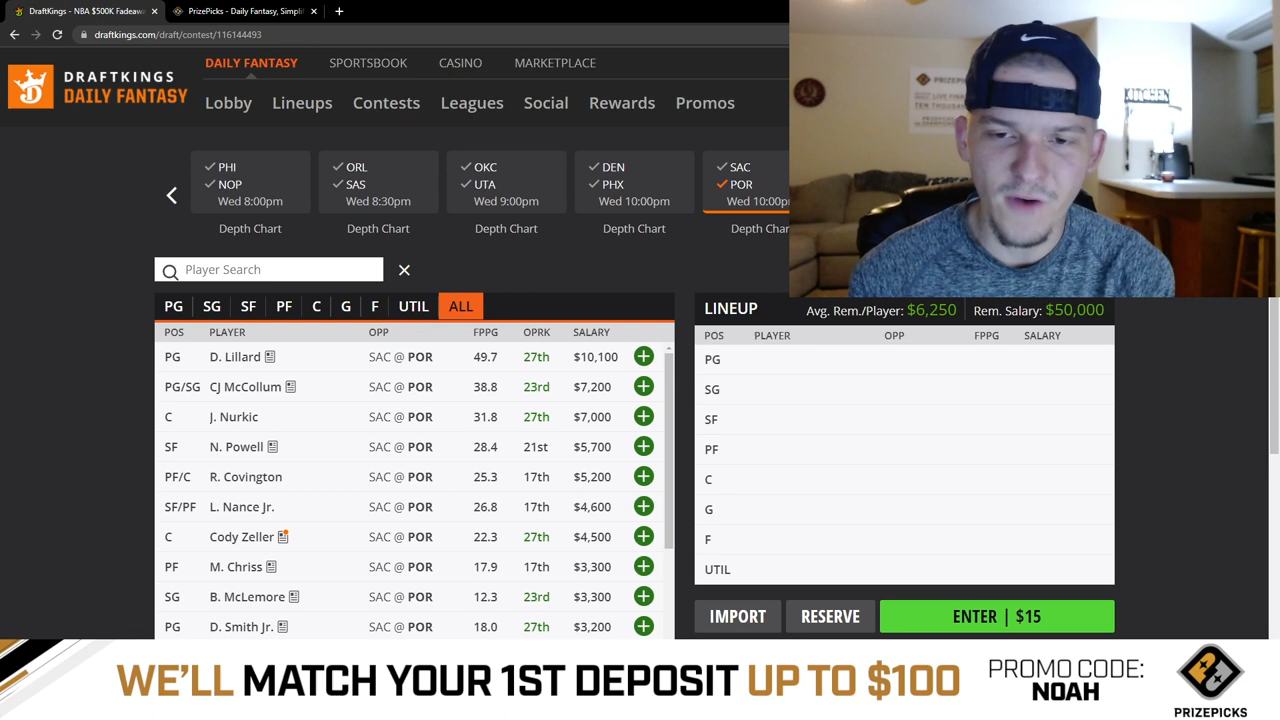 DraftKings - NBA $500K Fadeaw
PrizePicks - Daily Fantasy, Simplifi
draftkings.com/draft/contest/116144493
DRAFTKINGS
DAILY FANTASY
DAILY FANTASY SPORTSBOOK CASINO MARKETPLACE
Lobby Lineups Contests Leagues Social Rewards Promos
PHI
NOP
Wed 8:00pm
Depth Chart
ORL
SAS
Wed 8:30pm
Depth Chart
OKC
UTA
Wed 9:00pm
Depth Chart
DEN
PHX
Wed 10:00pm
Depth Chart
SAC
POR
Wed 10:00p
Depth Char
Player Search
PG SG SF PF C G F UTIL ALL
POS PLAYER OPP FPPG OPRK SALARY
PG D. Lillard SAC @ POR 49.7 27th $10,100
PG/SG CJ McCollum SAC @ POR 38.8 23rd $7,200
C J. Nurkic SAC @ POR 31.8 27th $7,000
SF N. Powell SAC @ POR 28.4 21st $5,700
PF/C R. Covington SAC @ POR 25.3 17th $5,200
SF/PF L. Nance Jr. SAC @ POR 26.8 17th $4,600
C Cody Zeller SAC @ POR 22.3 27th $4,500
PF M. Chriss SAC @ POR 17.9 17th $3,300
SG B. McLemore SAC @ POR 12.3 23rd $3,300
PG D. Smith Jr. SAC @ POR 18.0 27th $3,200
PRIZEPICKS
LIVE FINAL
TEN THOUSA
KITCHEN
LINEUP Avg. Rem./Player: $6,250 Rem. Salary: $50,000
POS PLAYER OPP FPPG SALARY
PG
SG
SF
PF
C
G
F
UTIL
IMPORT RESERVE ENTER | $15
WE'LL MATCH YOUR 1ST DEPOSIT UP TO $100
PROMO CODE:
NOAH
PRIZEPICKS